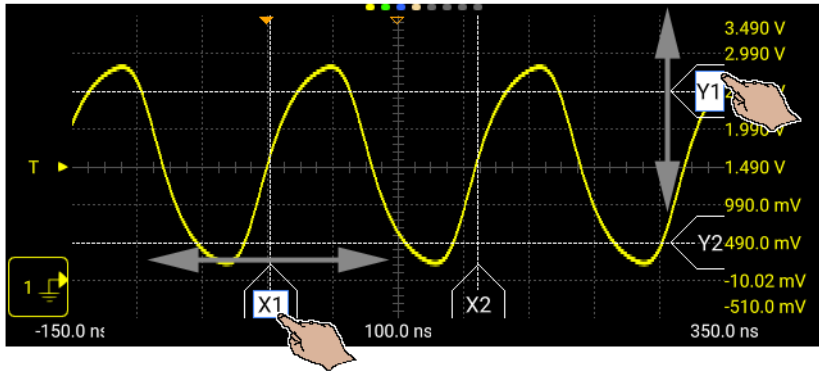 3.490 V
2.990 V
Y1
1.990 V
T
1.490 V
990.0 mV
Y2
490.0 mV
1
-10.02 mV
X1
X2
-510.0 mV
-150.0 ns
100.0 ns
350.0 ns